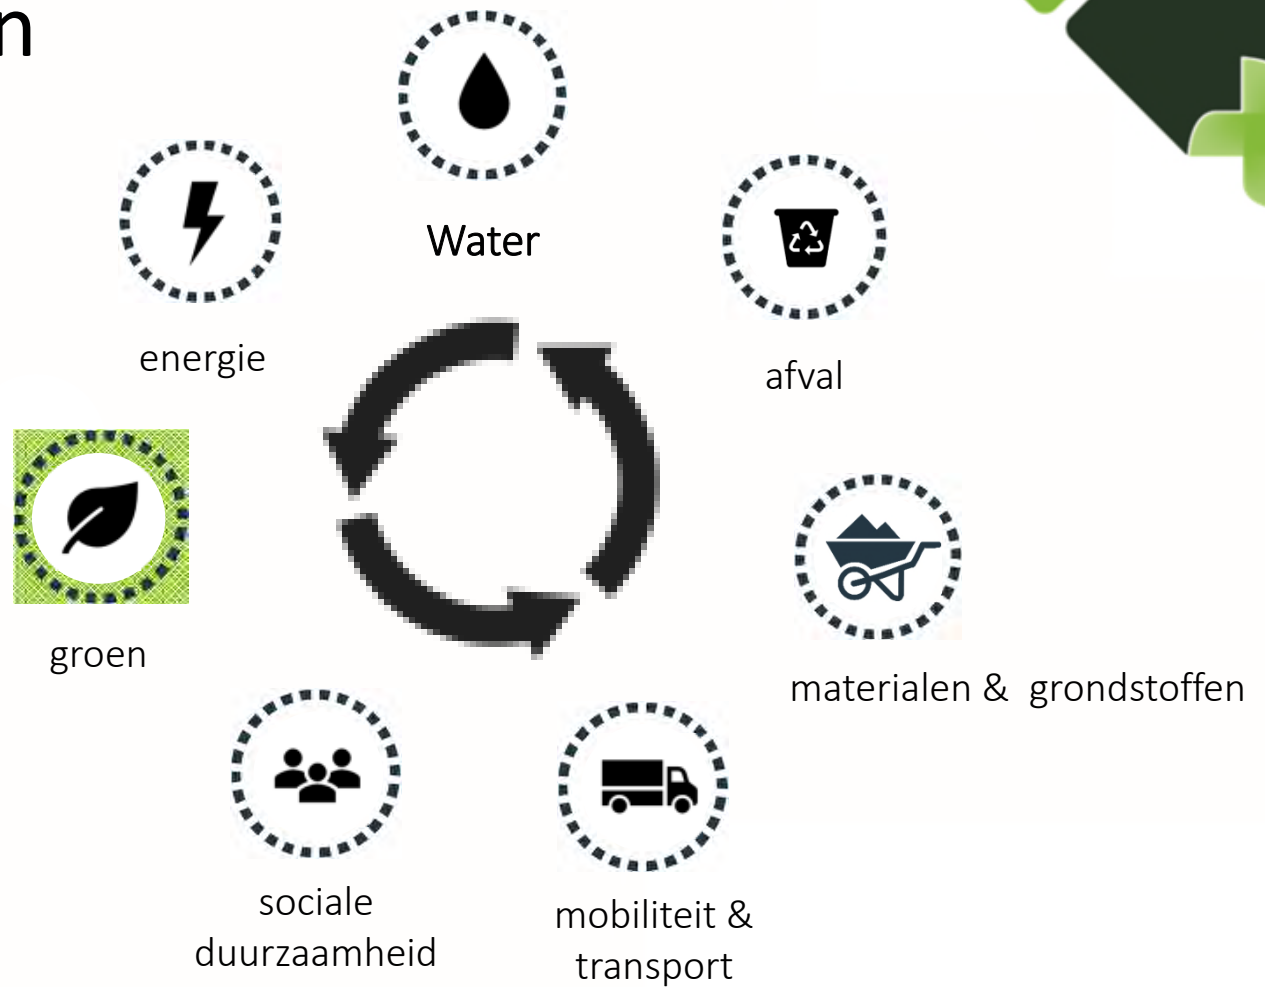 n
Water
energie
afval
groen
materialen & grondstoffen
sociale
duurzaamheid
mobiliteit &
transport